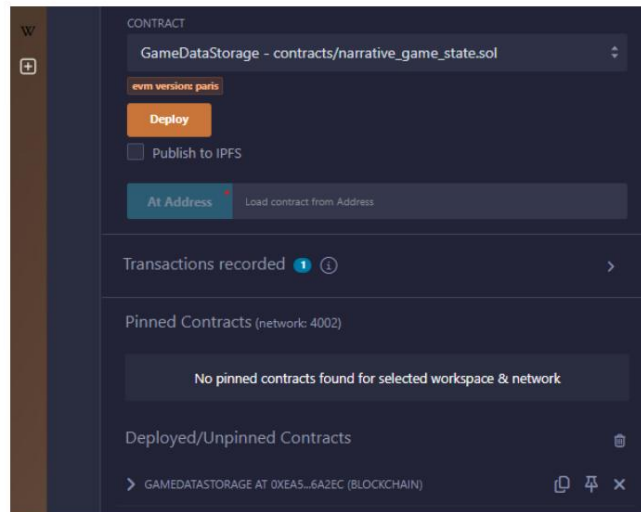 W
CONTRACT
GameDataStorage - contracts/narrative_game_state.sol
evm version: paris
Deploy
Publish to IPFS
At Address * Load contract from Address
Transactions recorded 1 i
Pinned Contracts (network: 4002)
No pinned contracts found for selected workspace & network
Deployed/Unpinned Contracts
GAMEDATASTORAGE AT 0XEA5...6A2EC (BLOCKCHAIN)